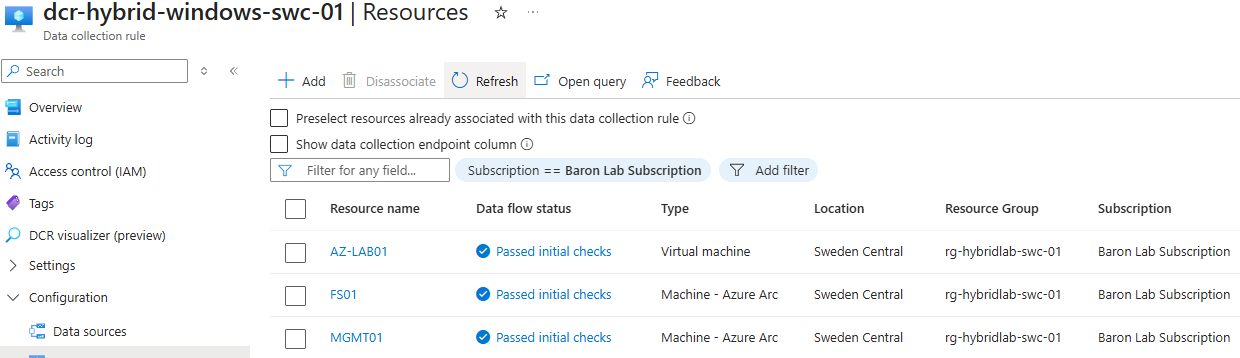 dcr-hybrid-windows-swc-01 | Resources
Data collection rule
Search
Overview
Activity log
Access control (IAM)
Tags
DCR visualizer (preview)
Settings
Configuration
Data sources
Add Disassociate Refresh Open query Feedback
Preselect resources already associated with this data collection rule
Show data collection endpoint column
Filter for any field... Subscription == Baron Lab Subscription Add filter
Resource name Data flow status Type Location Resource Group Subscription
AZ-LAB01 Passed initial checks Virtual machine Sweden Central rg-hybridlab-swc-01 Baron Lab Subscription
FS01 Passed initial checks Machine - Azure Arc Sweden Central rg-hybridlab-swc-01 Baron Lab Subscription
MGMT01 Passed initial checks Machine - Azure Arc Sweden Central rg-hybridlab-swc-01 Baron Lab Subscription